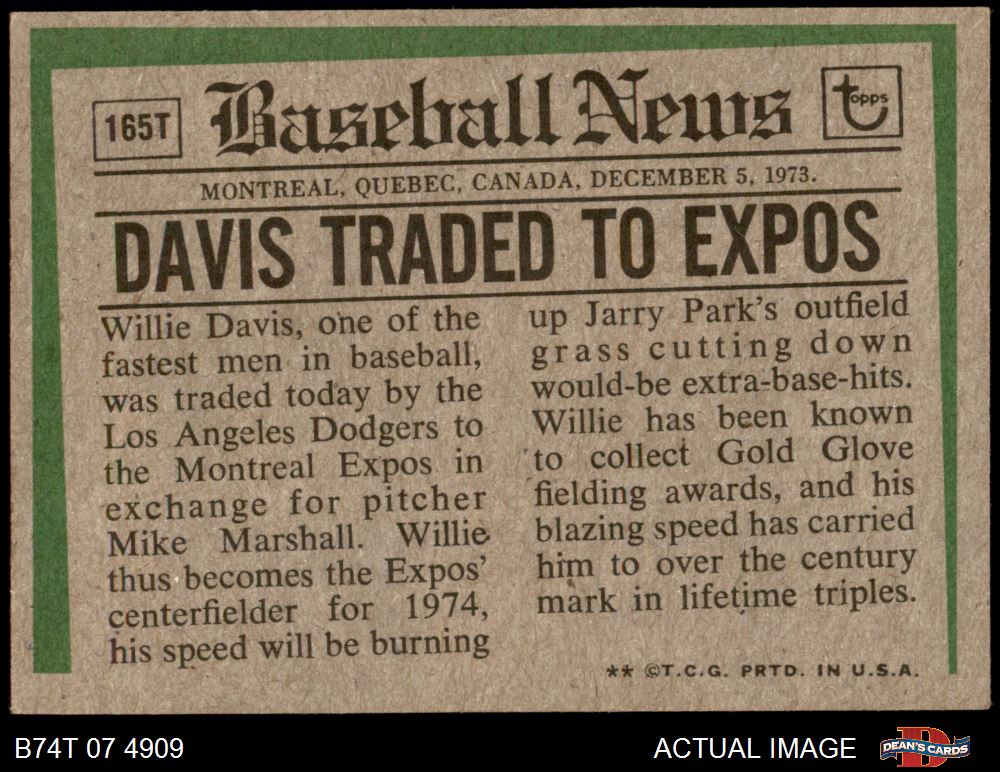 165T
Baseball News
topps
MONTREAL, QUEBEC, CANADA, DECEMBER 5, 1973.
DAVIS TRADED TO EXPOS
Willie Davis, one of the
fastest men in baseball,
was traded today by the
Los Angeles Dodgers to
the Montreal Expos in
exchange for pitcher
Mike Marshall. Willie
thus becomes the Expos'
centerfielder for 1974,
his speed will be burning
up Jarry Park's outfield
grass cutting down
would-be extra-base-hits.
Willie has been known
to collect Gold Glove
fielding awards, and his
blazing speed has carried
him to over the century
mark in lifetime triples.
** ©T.C.G. PRTD. IN U.S.A.
B74T 07 4909
ACTUAL IMAGE
DEAN'S CARDS